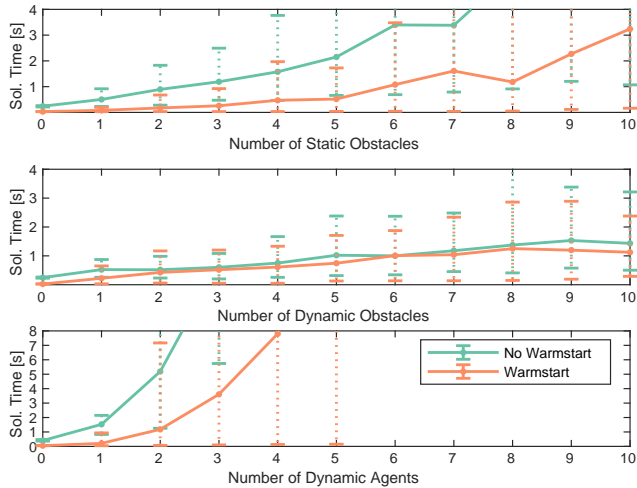 4
3
2
1
Sol. Time [s]
0 1 2 3 4 5 6 7 8 9 10
Number of Static Obstacles
4
3
2
1
Sol. Time [s]
0 1 2 3 4 5 6 7 8 9 10
Number of Dynamic Obstacles
8
7
6
5
4
3
2
1
0
Sol. Time [s]
No Warmstart
Warmstart
0 1 2 3 4 5 6 7 8 9 10
Number of Dynamic Agents